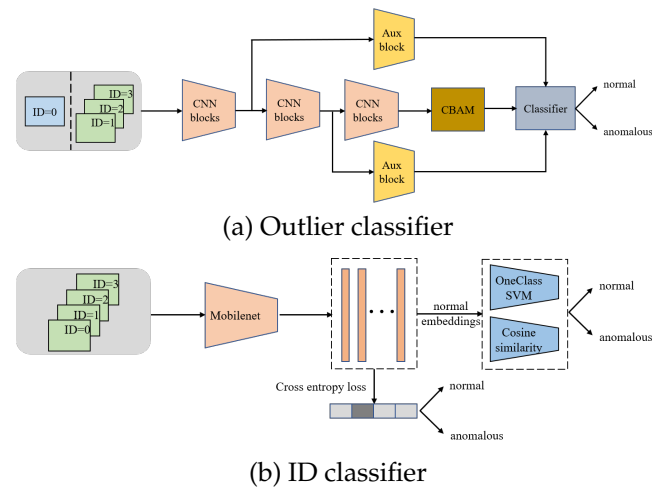 Aux
block
ID=0
ID=3
ID=2
ID=1
CNN
blocks
CNN
blocks
CNN
blocks
CBAM
Classifier
normal
anomalous
Aux
block
(a) Outlier classifier
ID=3
ID=2
ID=1
ID=0
Mobilenet
normal
embeddings
OneClass
SVM
Cosine
similarity
normal
anomalous
Cross entropy loss
normal
anomalous
(b) ID classifier